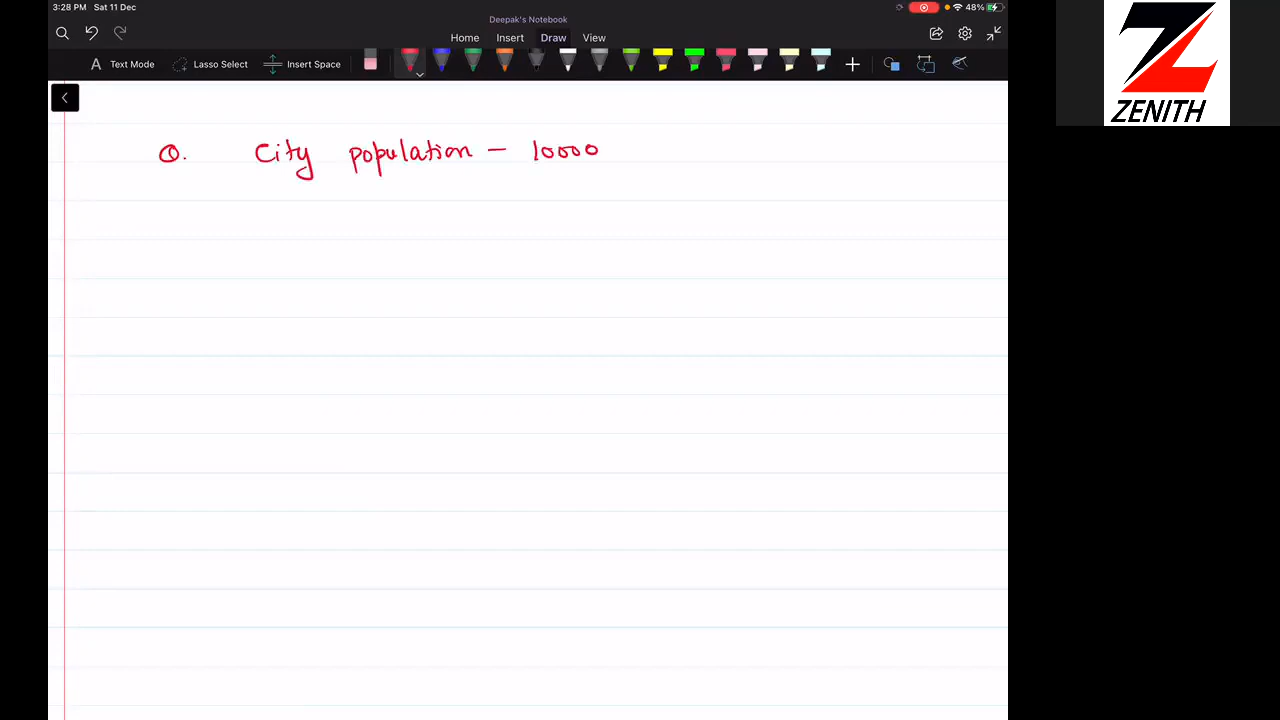 3:28 PM Sat 11 Dec
48%
Deepak's Notebook
Home Insert Draw View
Text Mode Lasso Select Insert Space
Q. City population - 10000
ZENITH